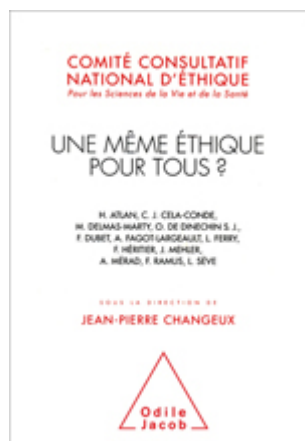 COMITÉ CONSULTATIF
NATIONAL D'ÉTHIQUE
Pour les Sciences de la Vie et de la Santé
UNE MÊME ÉTHIQUE
POUR TOUS ?
H. ATLAN, C. J. CELA-CONDE,
M. DELMAS-MARTY, O. DE DINECHIN S. J.,
F. DUBET, A. FAGOT-LARGEAULT, L. FERRY,
F. HÉRITIER, J. MEHLER,
A. MÉRAD, F. RAMUS, L. SÈVE
SOUS LA DIRECTION DE
JEAN-PIERRE CHANGEUX
Odile
Jacob